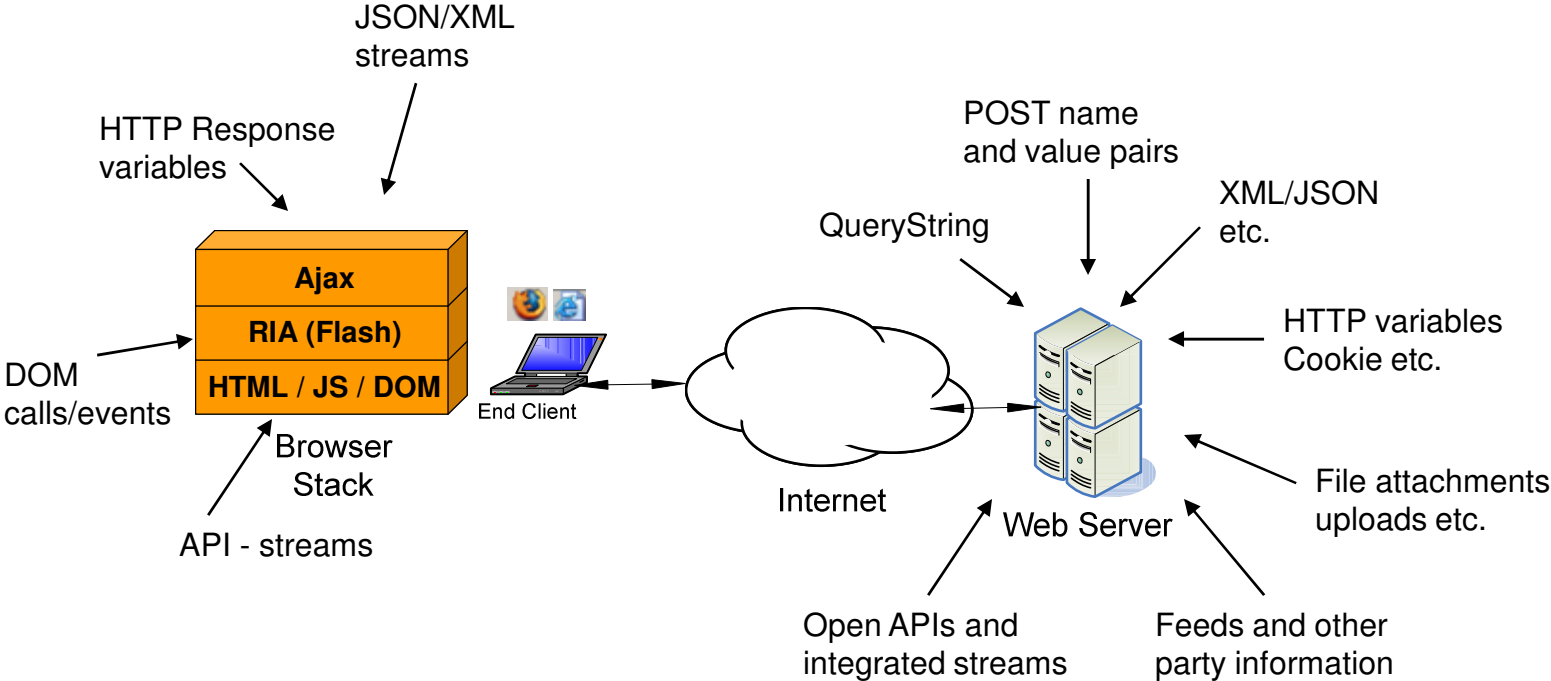 JSON/XML
streams
HTTP Response
variables
POST name
and value pairs
XML/JSON
etc.
QueryString
Ajax
RIA (Flash)
HTML / JS / DOM
DOM
calls/events
Browser
Stack
API - streams
End Client
Internet
HTTP variables
Cookie etc.
File attachments
uploads etc.
Web Server
Open APIs and
integrated streams
Feeds and other
party information